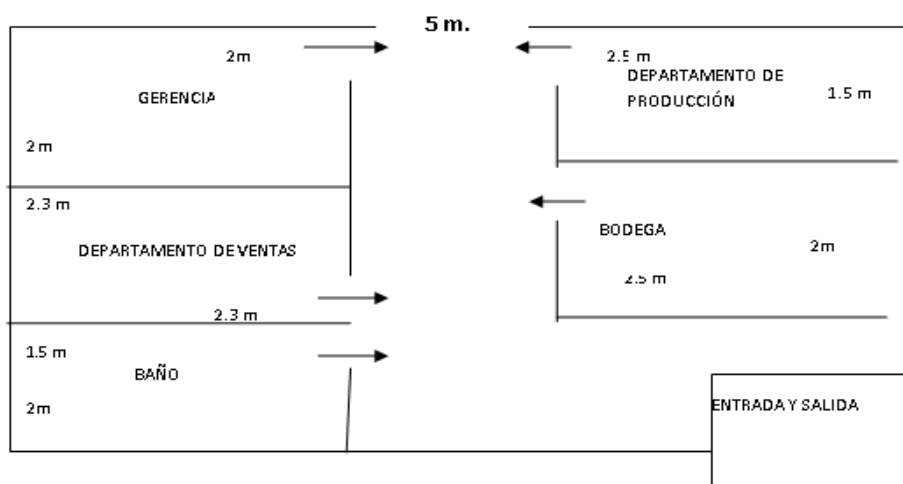 5 m.
2m
GERENCIA
2m
2.3 m
DEPARTAMENTO DE VENTAS
2.3 m
1.5 m
BAÑO
2m
2.5 m
DEPARTAMENTO DE
PRODUCCIÓN
1.5 m
BODEGA
2m
2.5 m
ENTRADA Y SALIDA